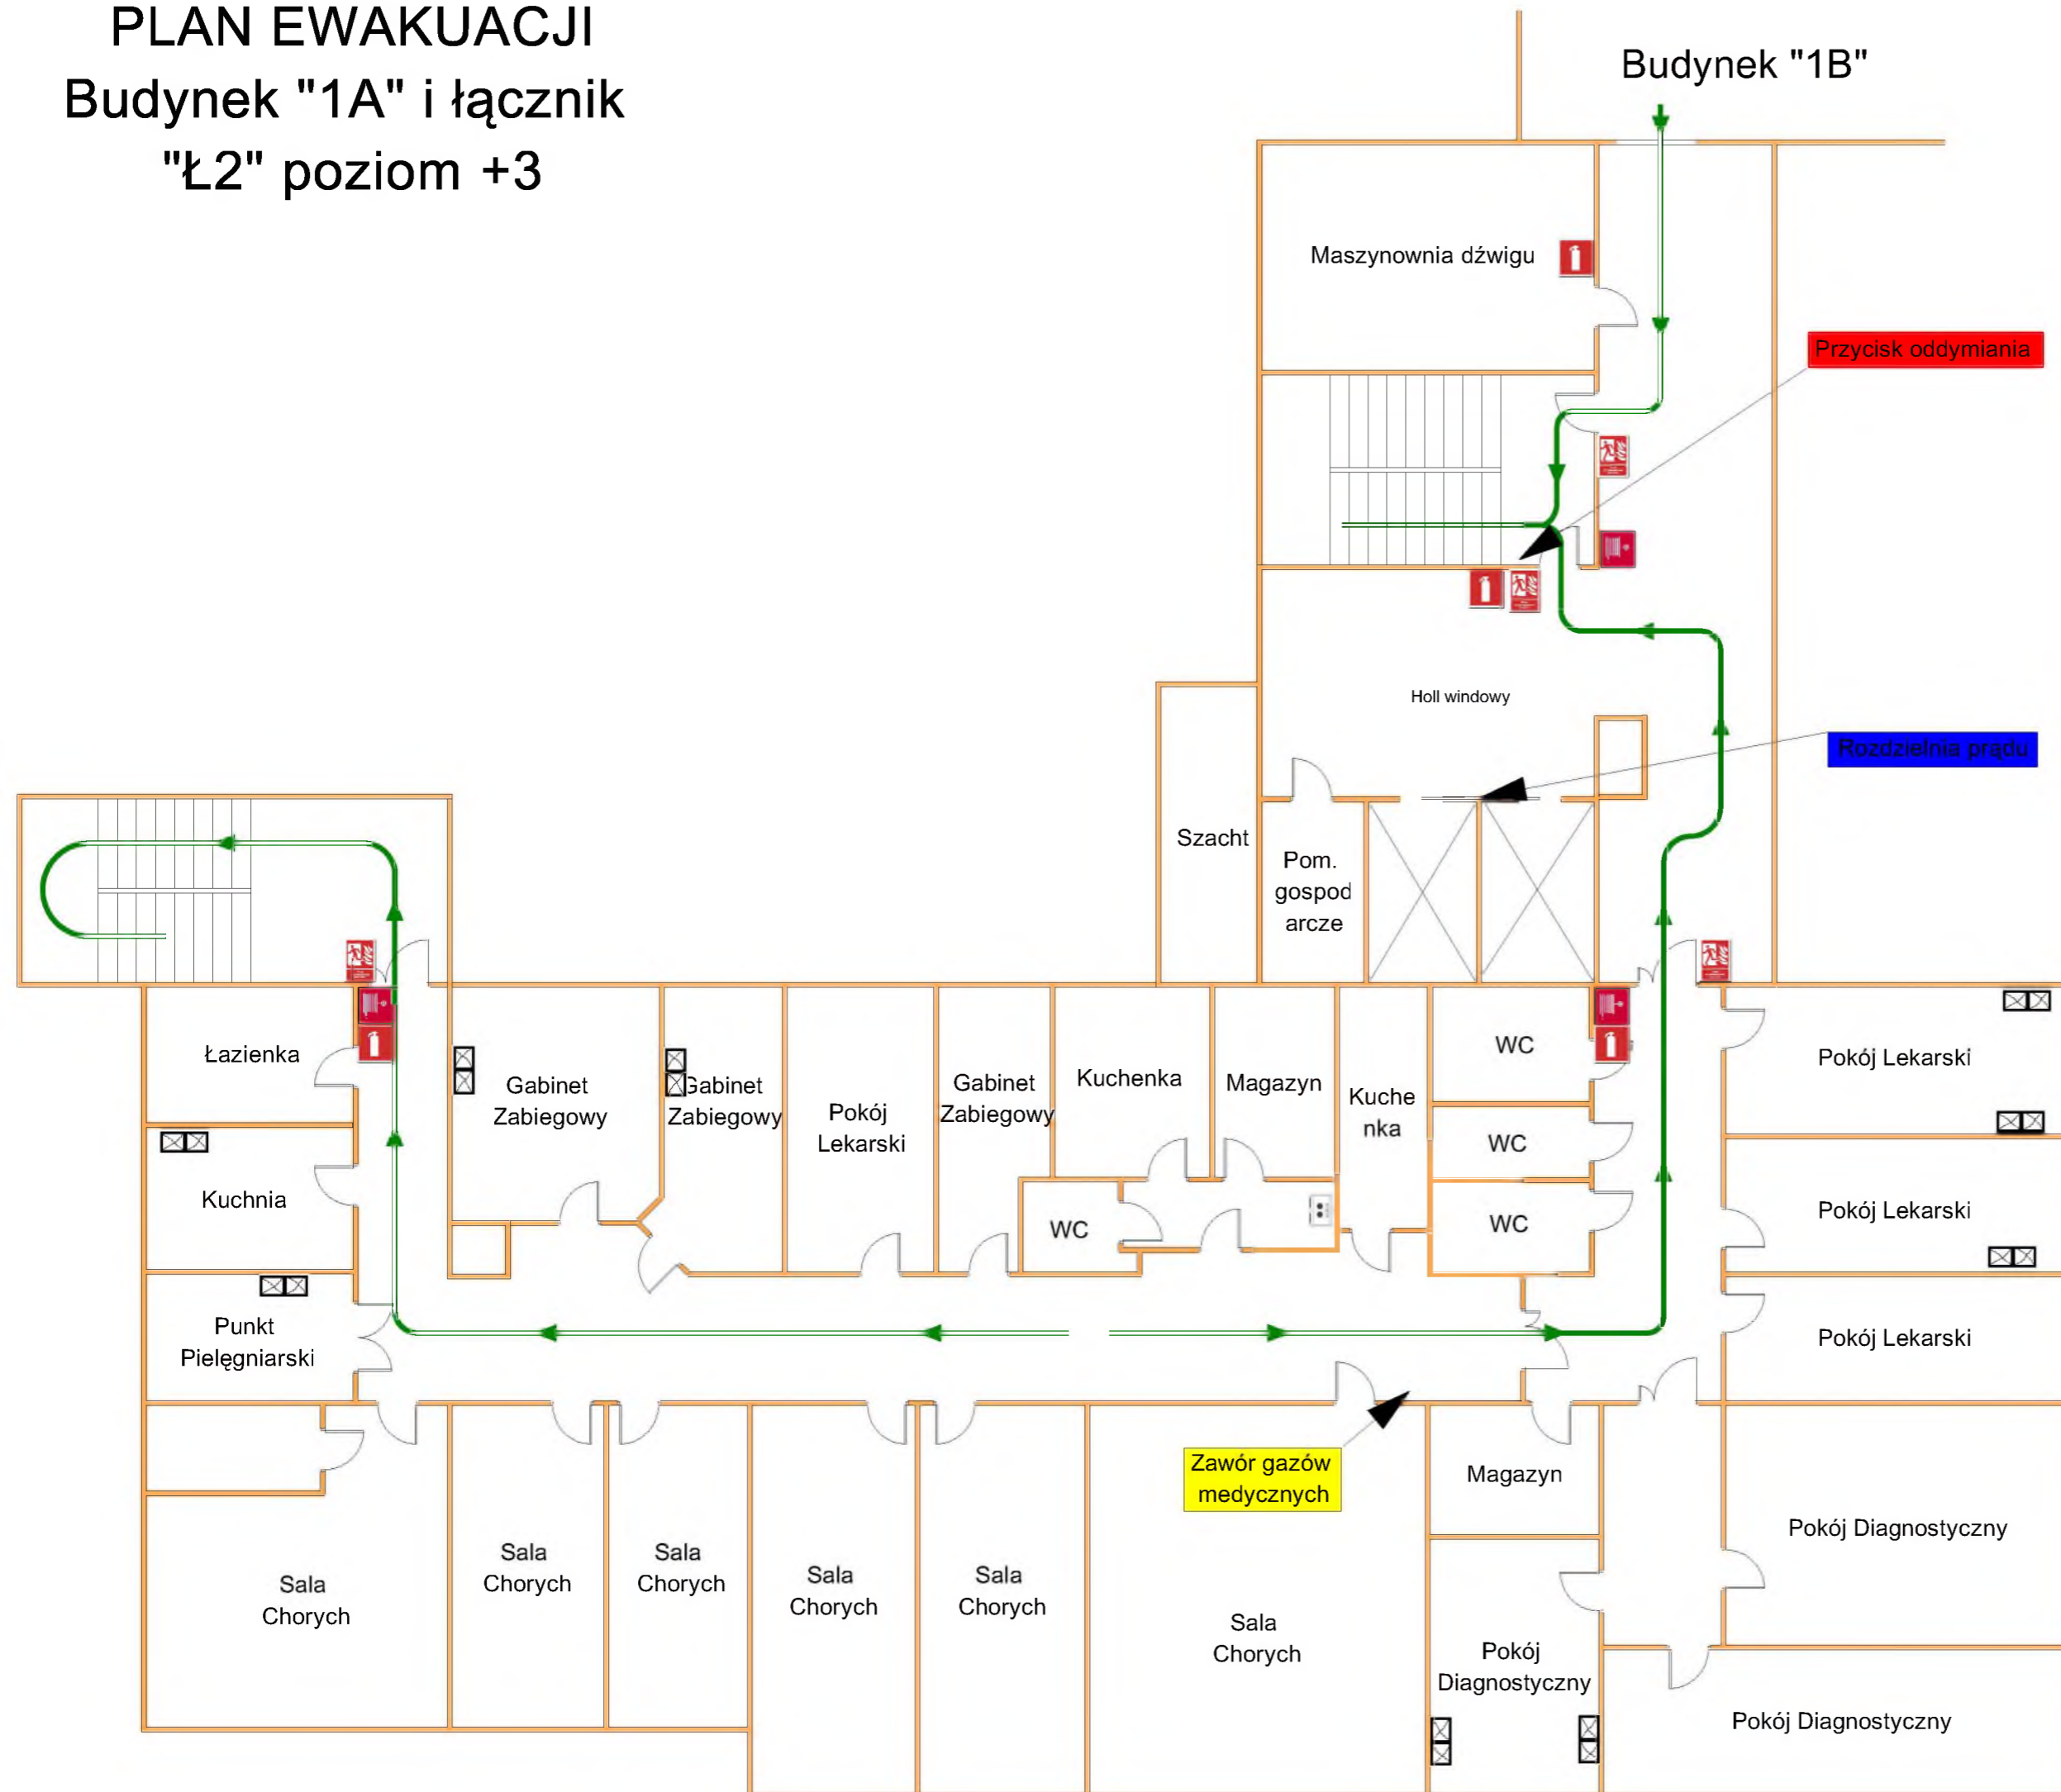 PLAN EWAKUACJI
Budynek "1A" i łącznik
"Ł2" poziom +3
Budynek "1B"
Maszynownia dźwigu
Przycisk oddymiania
Holl windowy
Rozdzielnia prądu
Szacht
Pom.
gospod
arcze
Łazienka
Kuchnia
Punkt
Pielęgniarski
Gabinet
Zabiegowy
Gabinet
Zabiegowy
Pokój
Lekarski
Gabinet
Zabiegowy
Kuchenka
Magazyn
Kuche
nka
WC
WC
WC
WC
Pokój Lekarski
Pokój Lekarski
Pokój Lekarski
Zawór gazów
medycznych
Sala
Chorych
Sala
Chorych
Sala
Chorych
Sala
Chorych
Sala
Chorych
Sala
Chorych
Magazyn
Pokój
Diagnostyczny
Pokój Diagnostyczny
Pokój Diagnostyczny